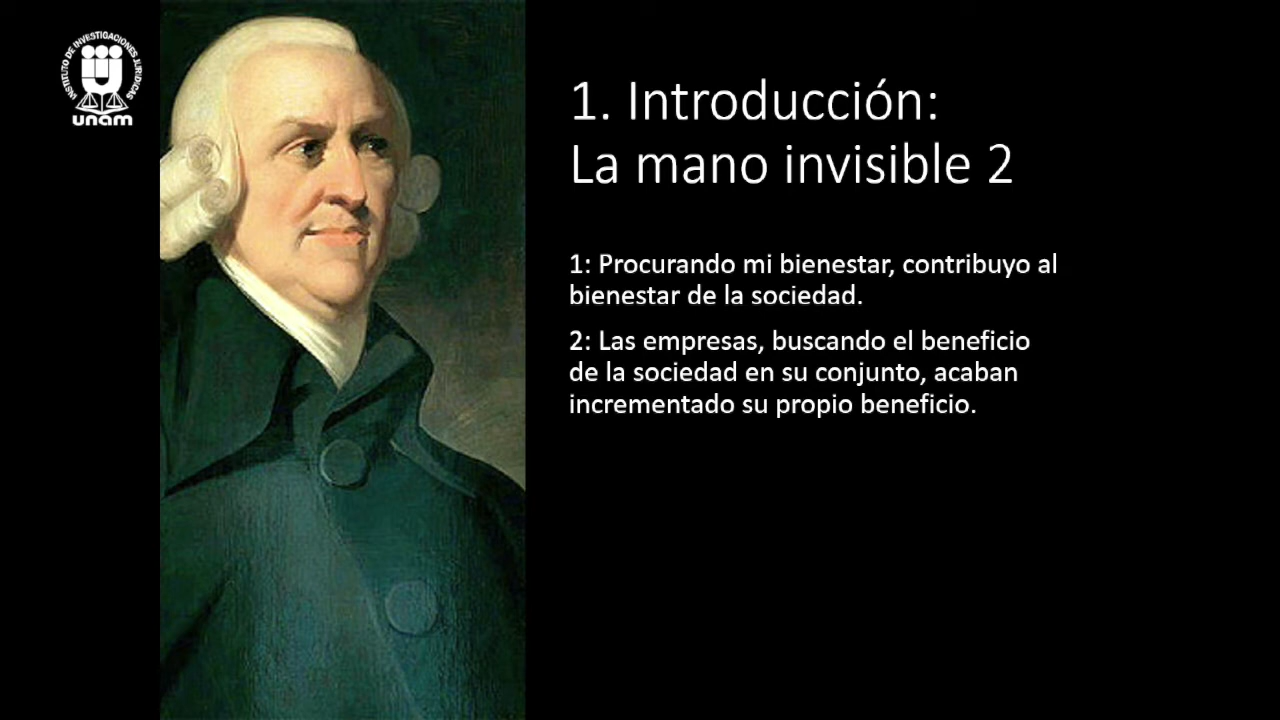 INSTITUTO DE INVESTIGACIONES JURIDICAS
unam
1. Introducción:
La mano invisible 2
1: Procurando mi bienestar, contribuyo al
bienestar de la sociedad.
2: Las empresas, buscando el beneficio
de la sociedad en su conjunto, acaban
incrementado su propio beneficio.